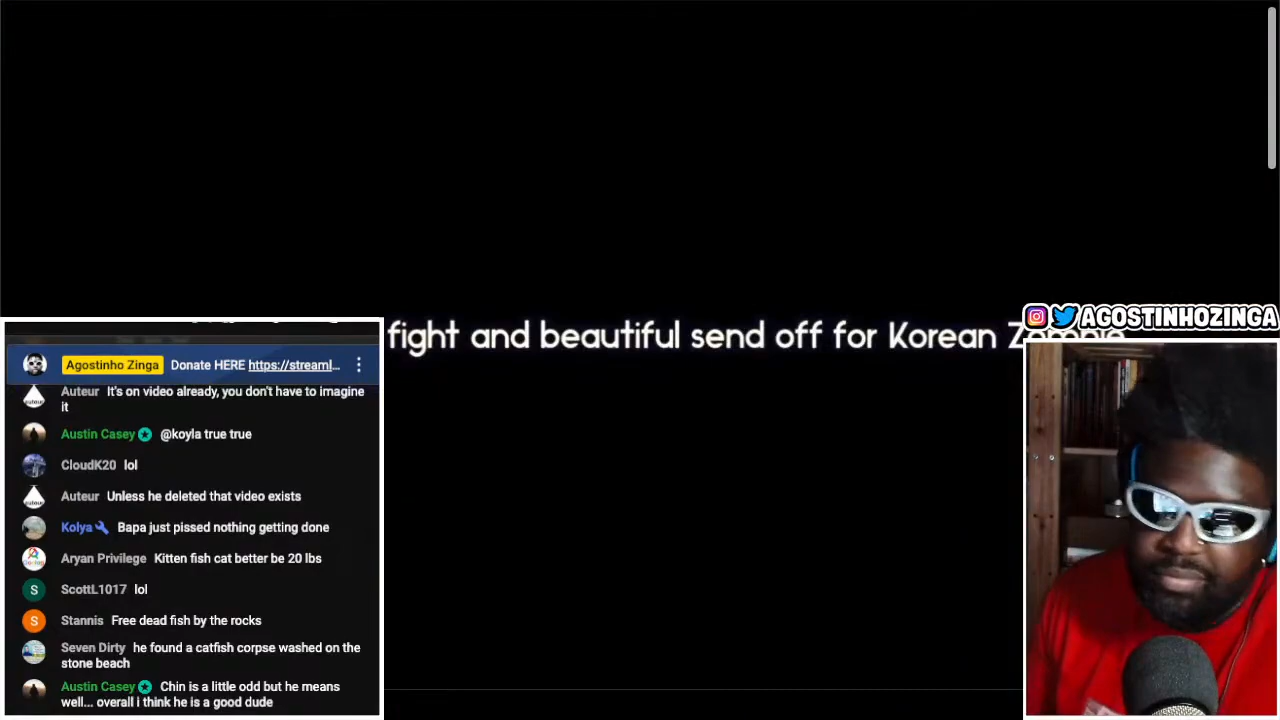 fight and beautiful send off for Korean Zombie
AGOSTINHOZINGA
Agostinho Zinga Donate HERE https://streaml...
Auteur It's on video already, you don't have to imagine
it
Austin Casey @koyla true true
CloudK20 lol
Auteur Unless he deleted that video exists
Kolya Bapa just pissed nothing getting done
Aryan Privilege Kitten fish cat better be 20 lbs
ScottL1017 lol
Stannis Free dead fish by the rocks
Seven Dirty he found a catfish corpse washed on the
stone beach
Austin Casey Chin is a little odd but he means
well... overall i think he is a good dude